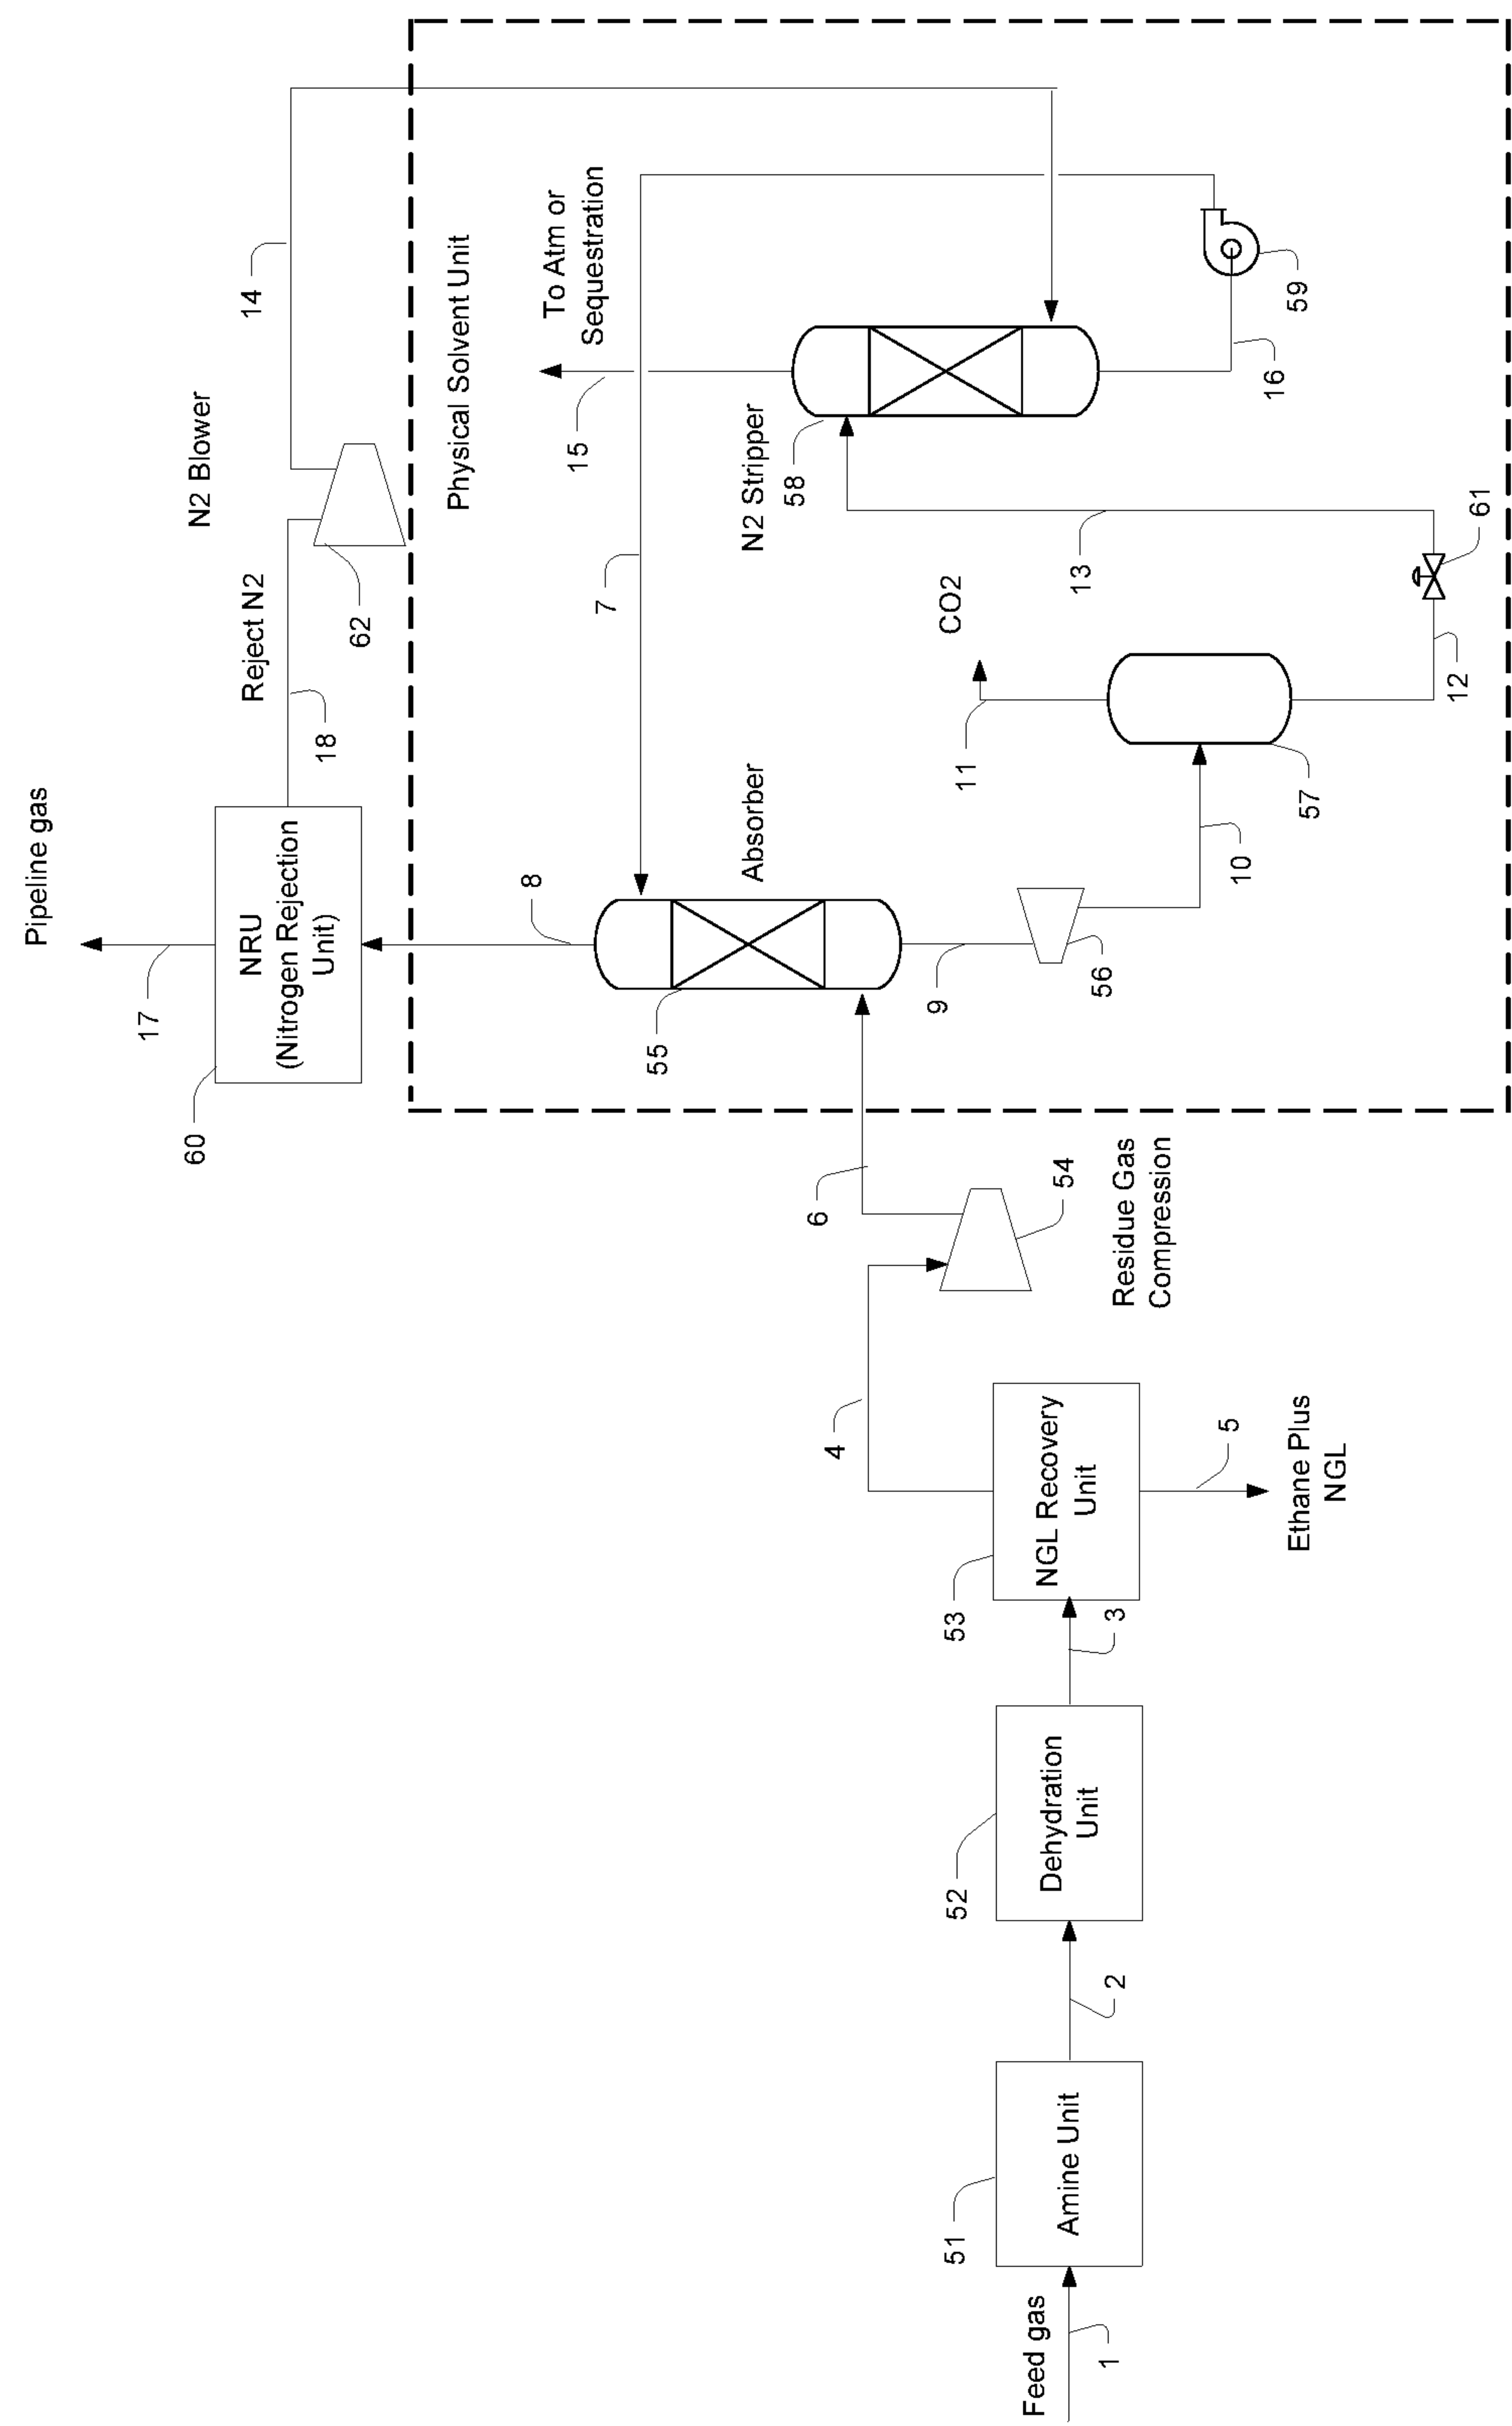 Feed gas
1
51
Amine Unit
2
52
Dehydration
Unit
3
53
NGL Recovery
Unit
5
Ethane Plus
NGL
4
54
Residue Gas
Compression
6
Pipeline gas
17
60
NRU
(Nitrogen Rejection
Unit)
18
Reject N2
62
N2 Blower
14
Physical Solvent Unit
8
55
Absorber
7
9
56
10
57
11
CO2
12
61
13
N2 Stripper
58
15
To Atm or
Sequestration
16
59